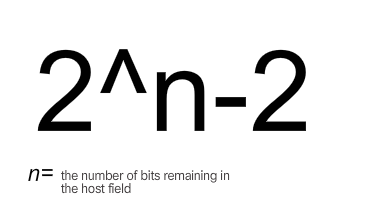 2^n-2
n= the number of bits remaining in
the host field